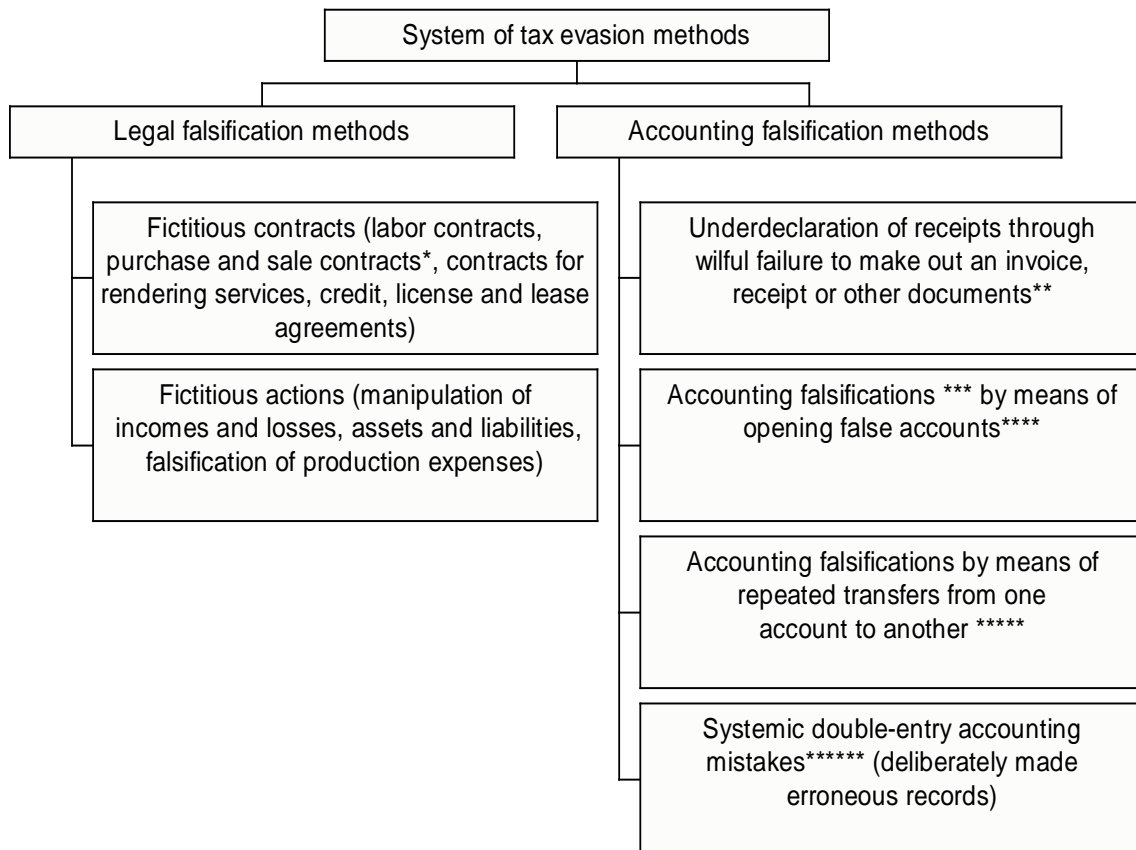 System of tax evasion methods
Legal falsification methods
Accounting falsification methods
Fictitious contracts (labor contracts,
purchase and sale contracts*, contracts for
rendering services, credit, license and lease
agreements)
Fictitious actions (manipulation of
incomes and losses, assets and liabilities,
falsification of production expenses)
Underdeclaration of receipts through
wilful failure to make out an invoice,
receipt or other documents**
Accounting falsifications *** by means of
opening false accounts****
Accounting falsifications by means of
repeated transfers from one
account to another *****
Systemic double-entry accounting
mistakes****** (deliberately made
erroneous records)